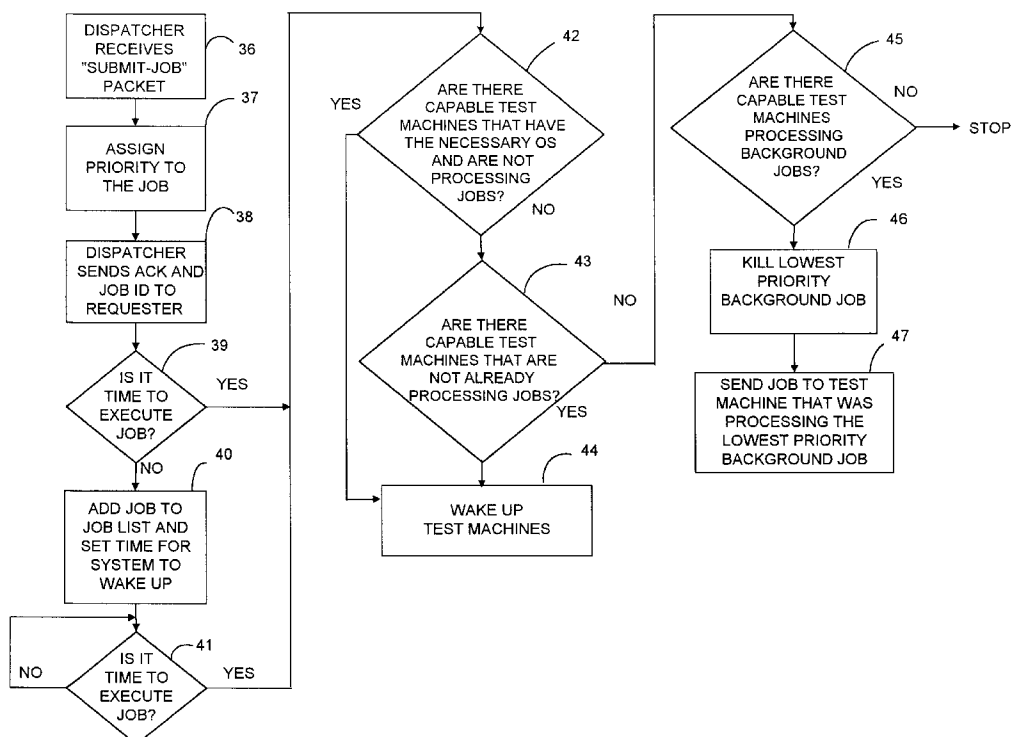 DISPATCHER
RECEIVES
"SUBMIT-JOB"
PACKET
36
37
ASSIGN
PRIORITY TO
THE JOB
38
DISPATCHER
SENDS ACK AND
JOB ID TO
REQUESTER
39
IS IT
TIME TO
EXECUTE
JOB?
YES
NO
40
ADD JOB TO
JOB LIST AND
SET TIME FOR
SYSTEM TO
WAKE UP
41
IS IT
TIME TO
EXECUTE
JOB?
NO
YES
42
YES
ARE THERE
CAPABLE TEST
MACHINES THAT HAVE
THE NECESSARY OS
AND ARE NOT
PROCESSING
JOBS?
NO
43
NO
ARE THERE
CAPABLE TEST
MACHINES THAT ARE
NOT ALREADY
PROCESSING JOBS?
YES
44
WAKE UP
TEST MACHINES
45
ARE THERE
CAPABLE TEST
MACHINES
PROCESSING
BACKGROUND
JOBS?
NO
STOP
YES
46
KILL LOWEST
PRIORITY
BACKGROUND JOB
47
SEND JOB TO TEST
MACHINE THAT WAS
PROCESSING THE
LOWEST PRIORITY
BACKGROUND JOB